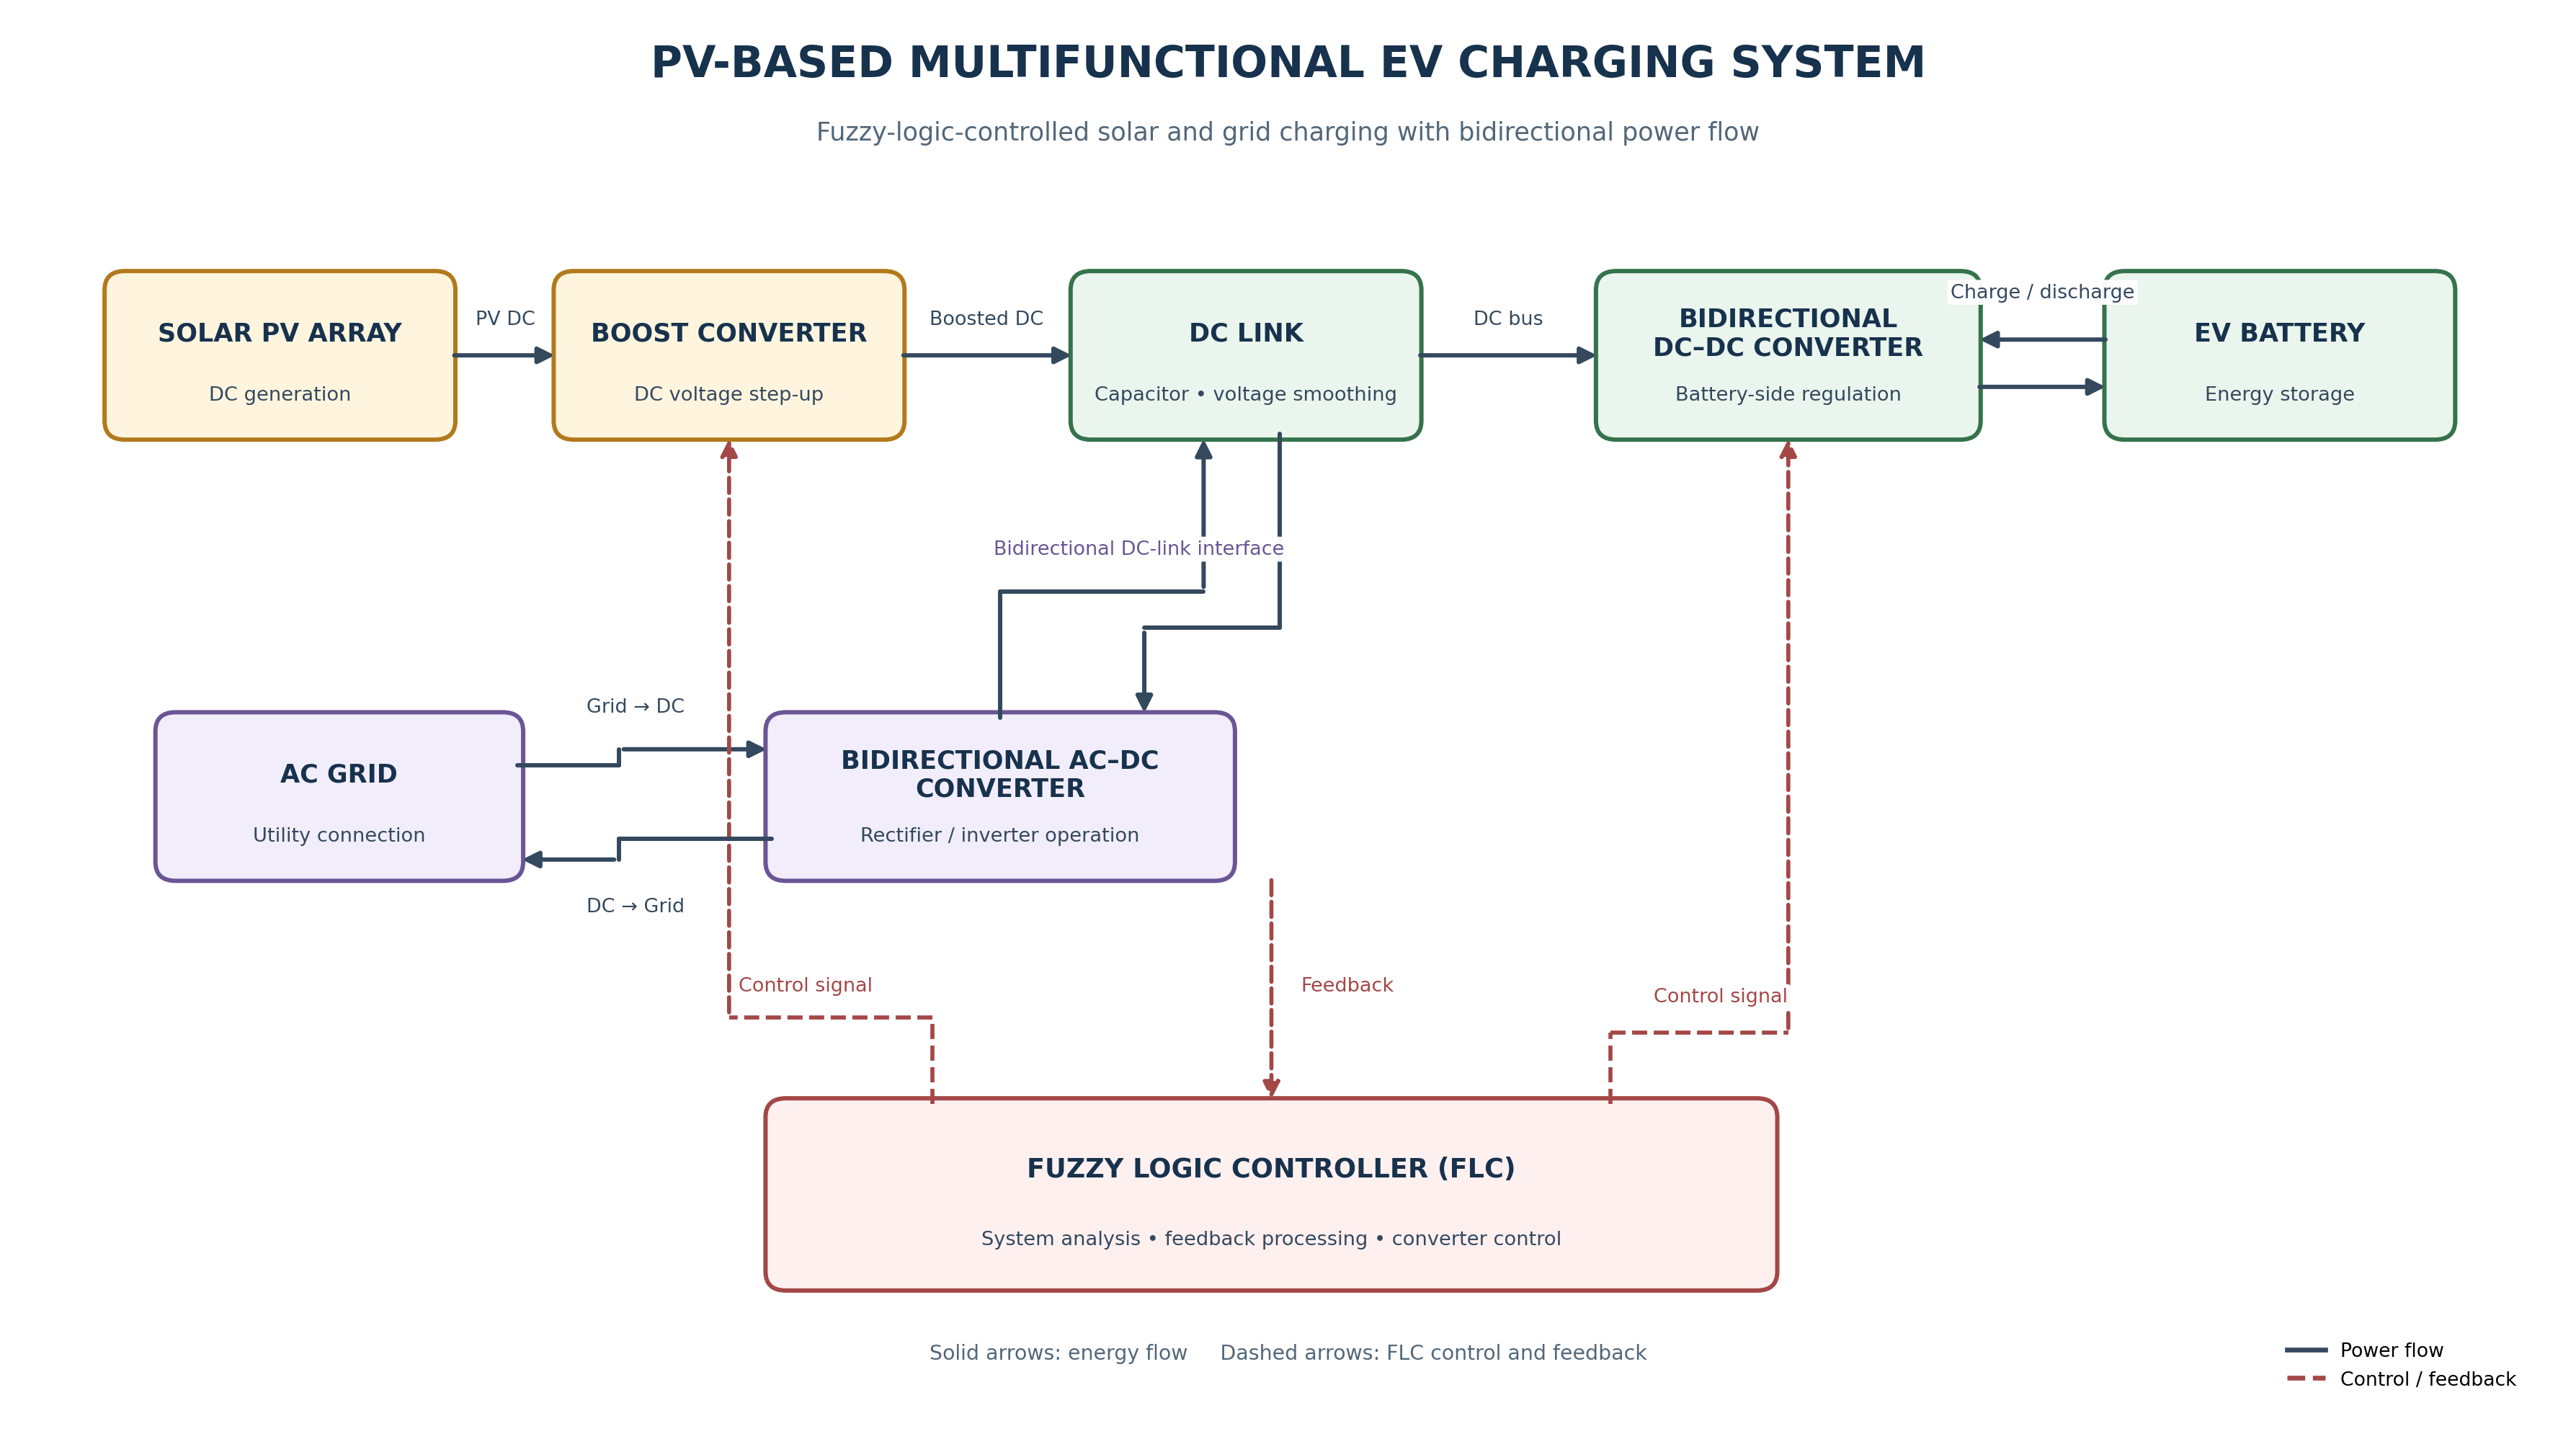 PV-BASED MULTIFUNCTIONAL EV CHARGING SYSTEM
Fuzzy-logic-controlled solar and grid charging with bidirectional power flow
SOLAR PV ARRAY
DC generation
PV DC
BOOST CONVERTER
DC voltage step-up
Boosted DC
DC LINK
Capacitor • voltage smoothing
DC bus
BIDIRECTIONAL
DC–DC CONVERTER
Battery-side regulation
Charge / discharge
EV BATTERY
Energy storage
Bidirectional DC-link interface
AC GRID
Utility connection
Grid → DC
DC → Grid
BIDIRECTIONAL AC–DC
CONVERTER
Rectifier / inverter operation
Control signal
Feedback
Control signal
FUZZY LOGIC CONTROLLER (FLC)
System analysis • feedback processing • converter control
Solid arrows: energy flow Dashed arrows: FLC control and feedback
Power flow
Control / feedback